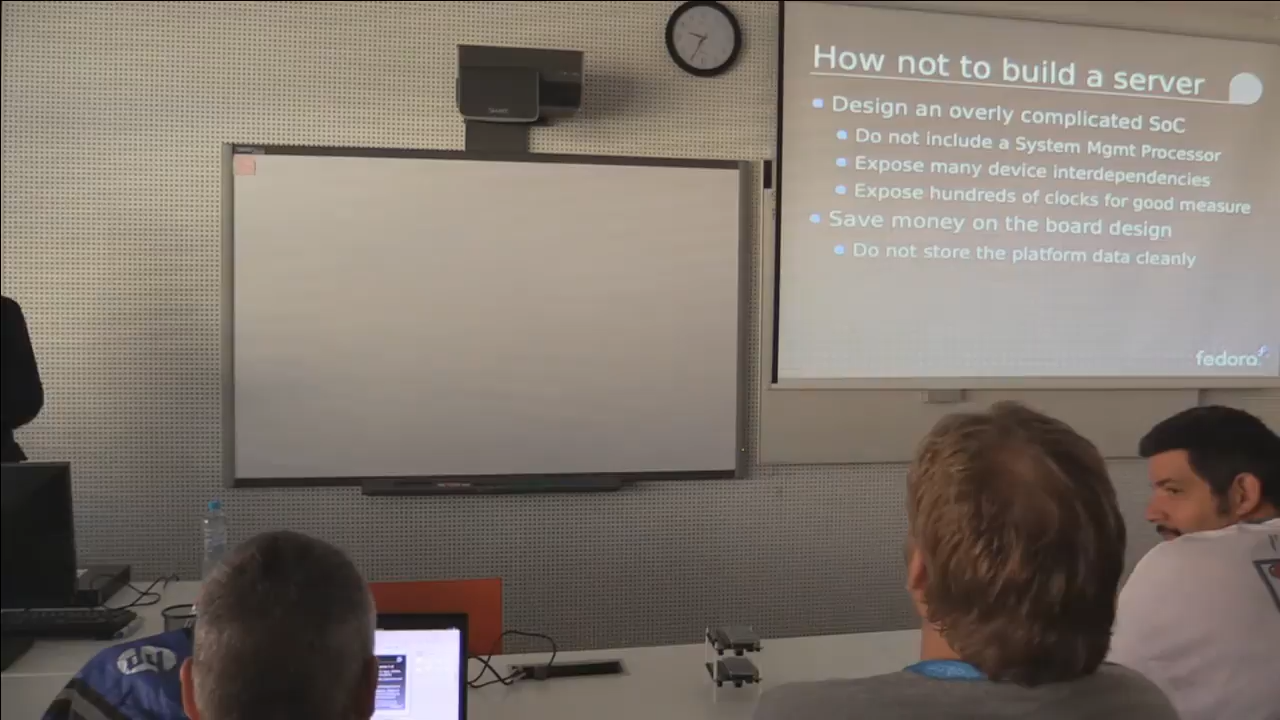 How not to build a server
Design an overly complicated SoC
Do not include a System Mgmt Processor
Expose many device interdependencies
Expose hundreds of clocks for good measure
Save money on the board design
Do not store the platform data cleanly
fedora